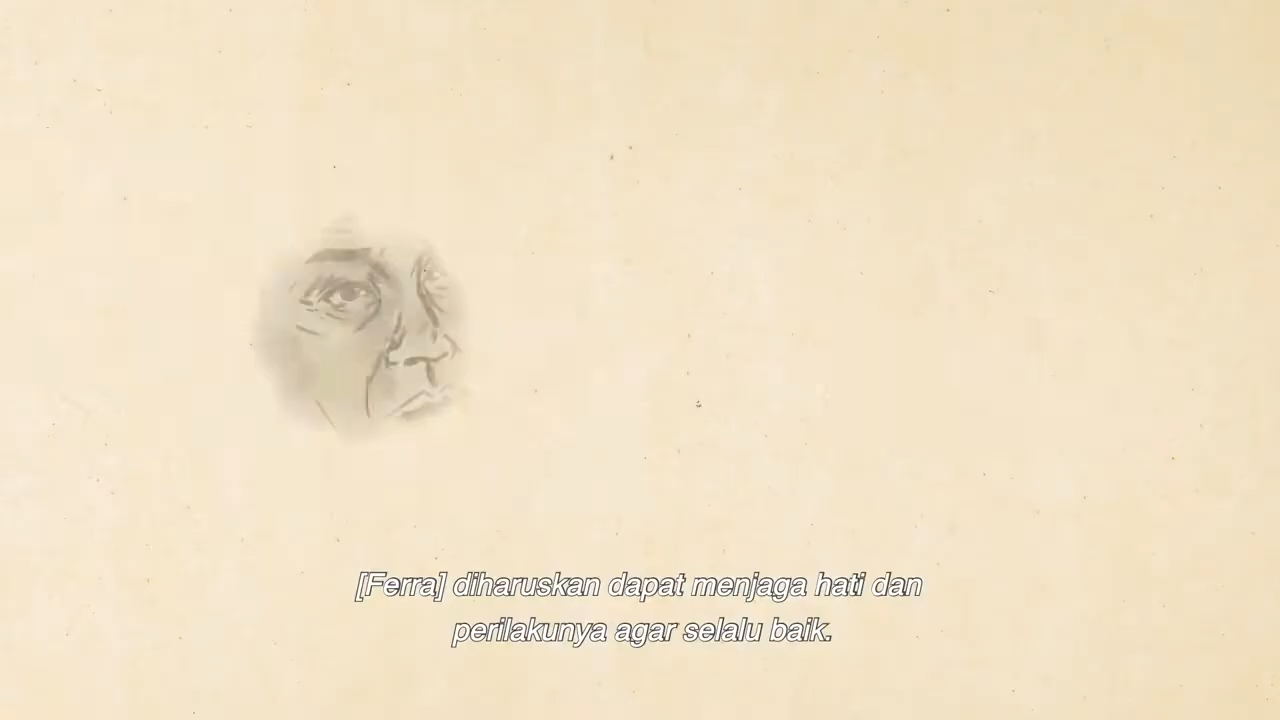 [Ferra] diharuskan dapat menjaga hati dan
perilakunya agar selalu baik.